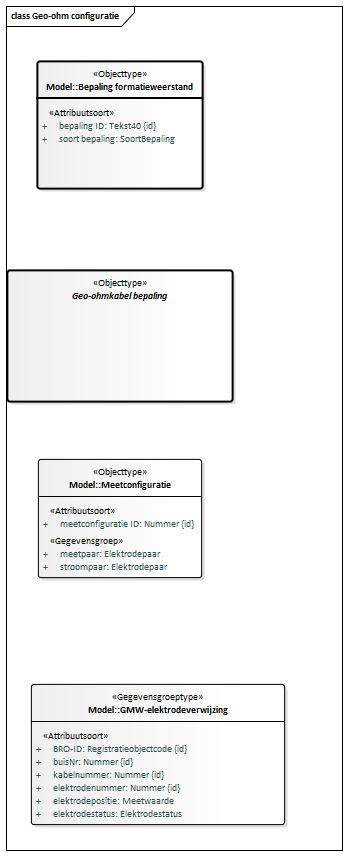 class Geo-ohm configuratie
«Objecttype»
Model::Bepaling formatieweerstand
«Attribuutsoort»
+ bepaling ID: Tekst40 {id}
+ soort bepaling: SoortBepaling
«Objecttype»
Geo-ohmkabel bepaling
«Objecttype»
Model::Meetconfiguratie
«Attribuutsoort»
+ meetconfiguratie ID: Nummer {id}
«Gegevensgroep»
+ meetpaar: Elektrodepaar
+ stroompaar: Elektrodepaar
«Gegevensgroeptype»
Model::GMW-elektrodeverwijzing
«Attribuutsoort»
+ BRO-ID: Registratieobjectcode {id}
+ buisNr: Nummer {id}
+ kabelnummer: Nummer {id}
+ elektrodenummer: Nummer {id}
+ elektrodepositie: Meetwaarde
+ elektrodestatus: Elektrodestatus